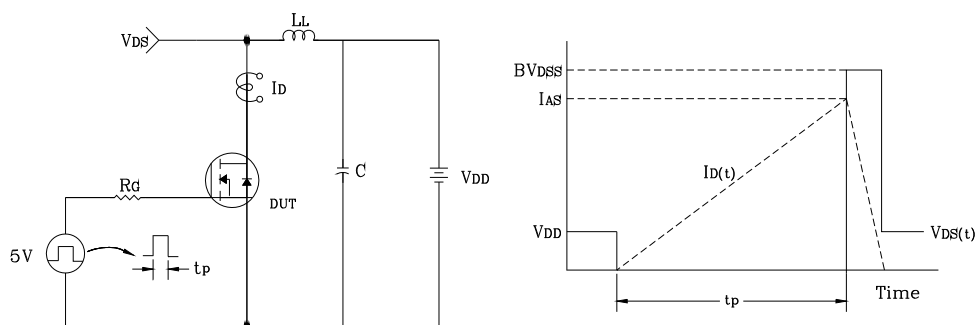 LL
VDS
ID
RG
DUT
C
VDD
5V
tp
BVDSS
IAS
ID(t)
VDD
VDS(t)
tp
Time